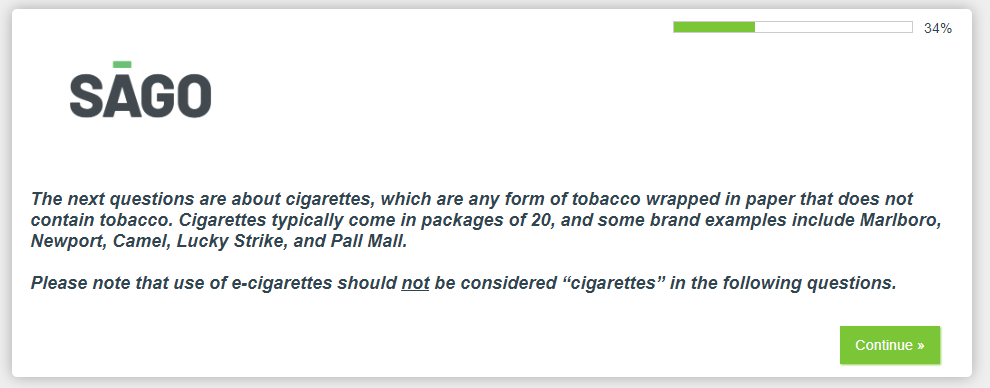 34%
SĀGO
The next questions are about cigarettes, which are any form of tobacco wrapped in paper that does not
contain tobacco. Cigarettes typically come in packages of 20, and some brand examples include Marlboro,
Newport, Camel, Lucky Strike, and Pall Mall.
Please note that use of e-cigarettes should not be considered “cigarettes” in the following questions.
Continue »